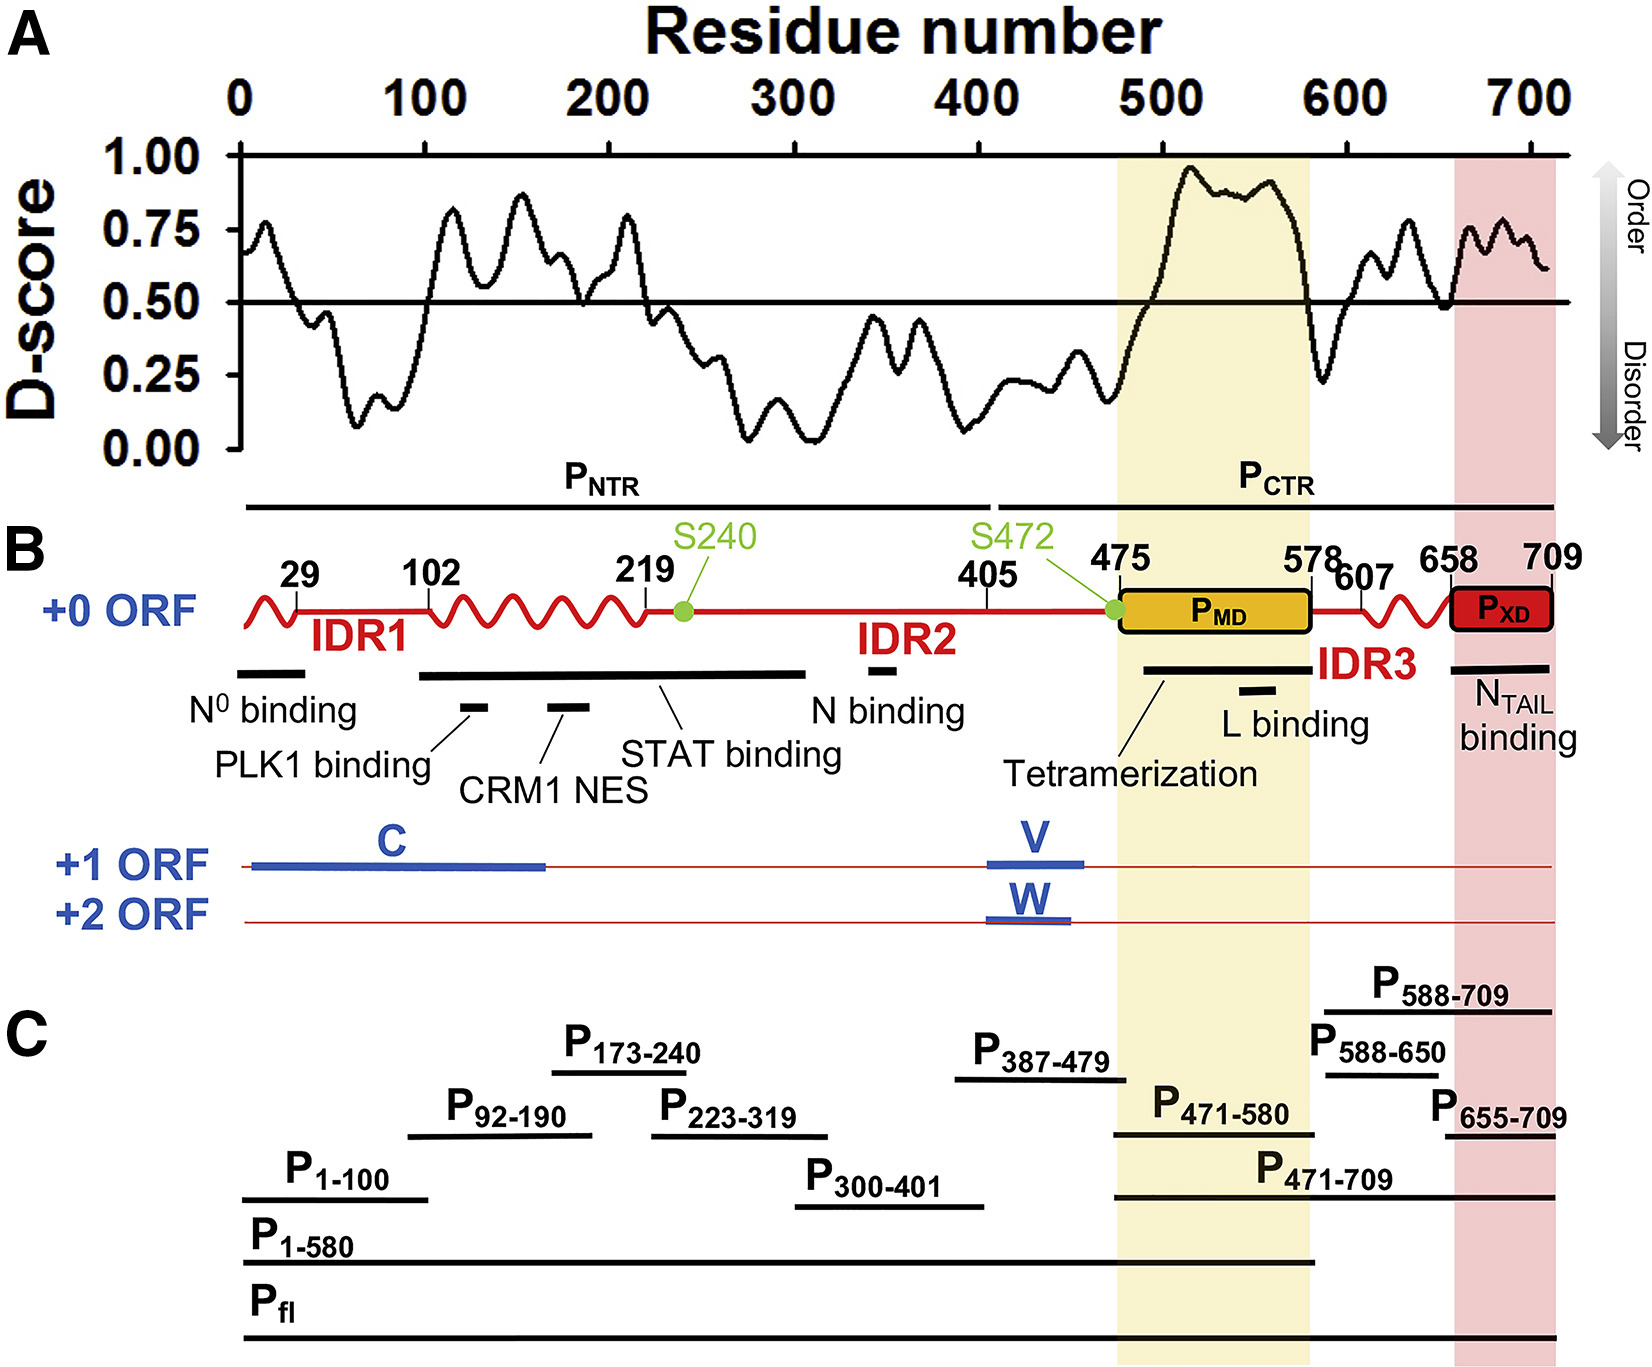 A
Residue number
0 100 200 300 400 500 600 700
D-score
1.00
0.75
0.50
0.25
0.00
Order
Disorder
PNTR PCTR
B
S240 S472
29 102 219 405 475 578 607 658 709
+0 ORF
PMD PXD
IDR1 IDR2 IDR3
N0 binding
PLK1 binding
CRM1 NES
STAT binding
N binding
Tetramerization
L binding
NTAIL
binding
C V
+1 ORF
W
+2 ORF
C
P588-709
P173-240 P387-479 P588-650
P92-190 P223-319 P471-580 P655-709
P1-100 P300-401 P471-709
P1-580
Pfl